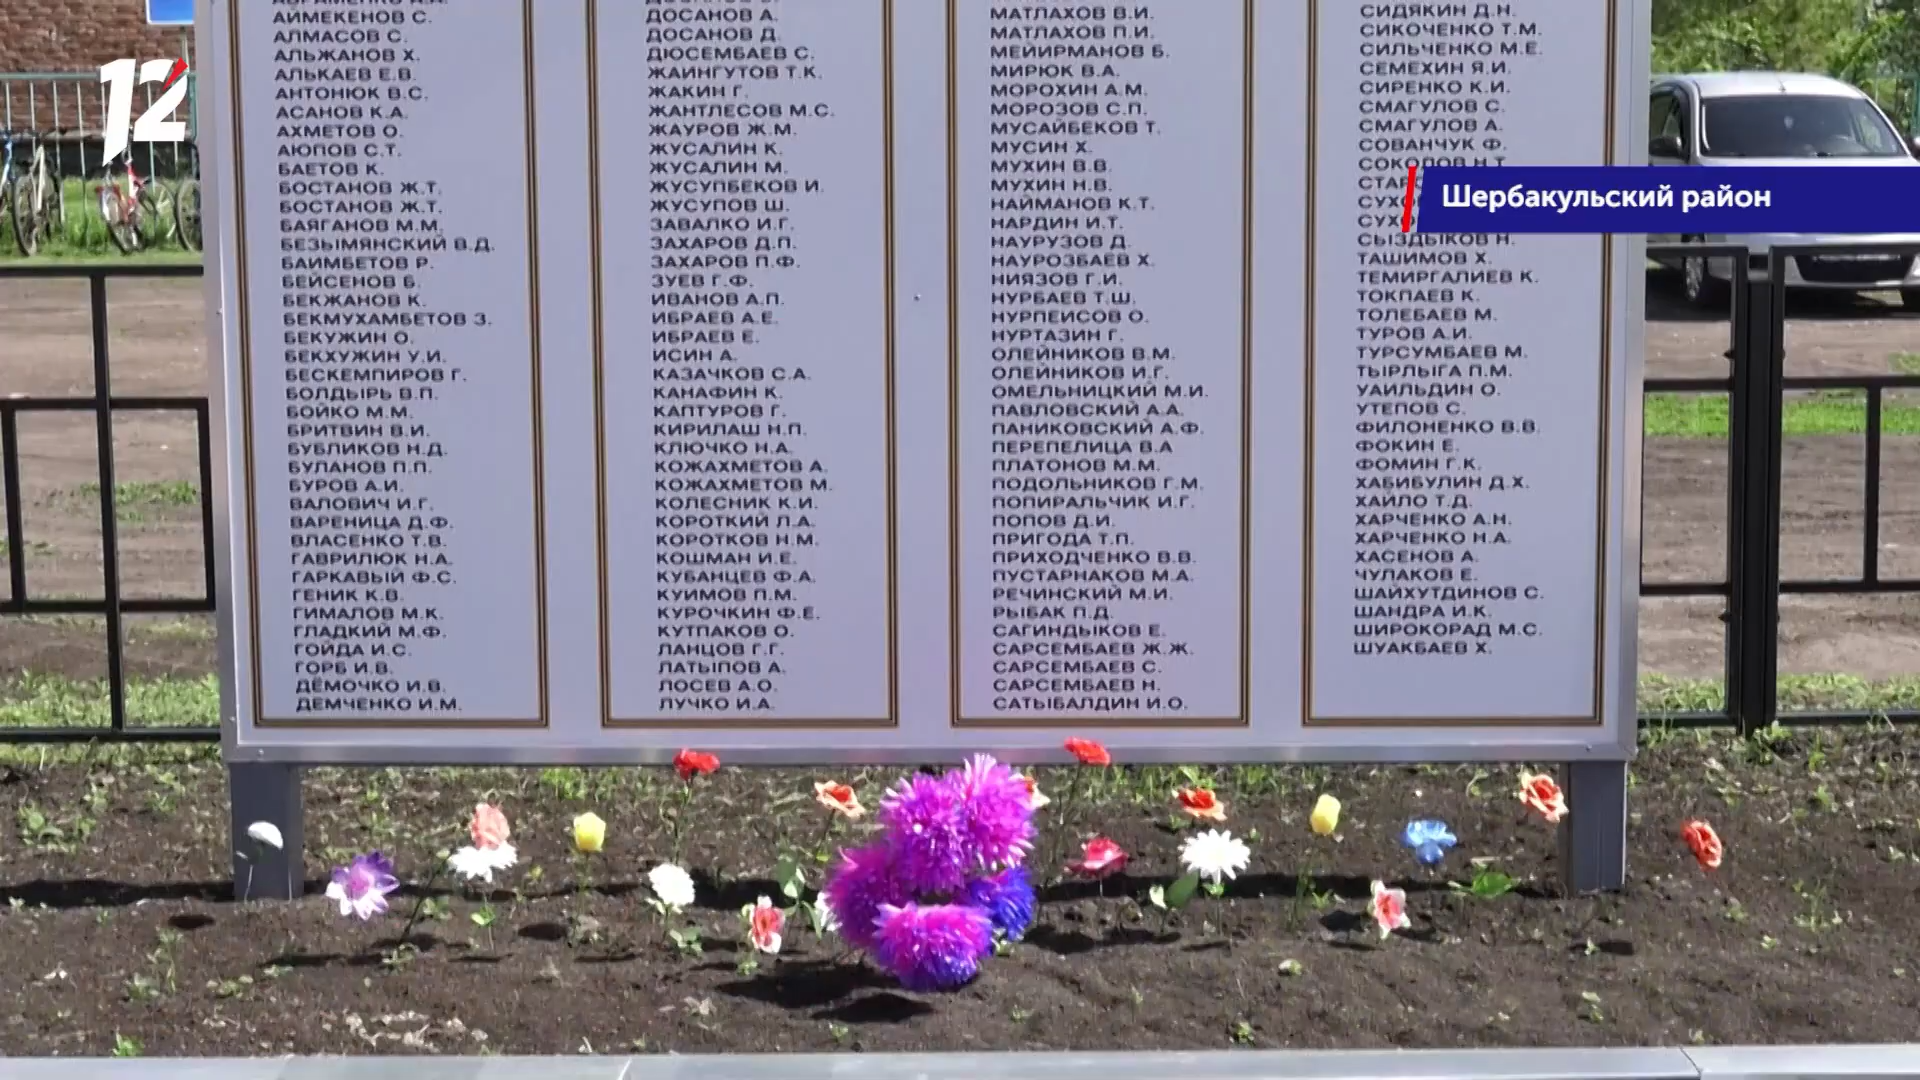 12
Шербакульский район
АЙМЕКЕНОВ С.
АЛМАСОВ С.
АЛЬЖАНОВ Х.
АЛЬКАЕВ Е.В.
АНТОНЮК В.С.
АСАНОВ К.А.
АХМЕТОВ О.
АЮПОВ С.Т.
БАЕТОВ К.
БОСТАНОВ Ж.Т.
БОСТАНОВ Ж.Т.
БАЯГАНОВ М.М.
БЕЗЫМЯНСКИЙ В.Д.
БАИМБЕТОВ Р.
БЕЙСЕНОВ Б.
БЕКЖАНОВ К.
БЕКМУХАМБЕТОВ З.
БЕКУЖИН О.
БЕКХУЖИН У.И.
БЕСКЕМПИРОВ Г.
БОЛДЫРЬ В.П.
БОЙКО М.М.
БРИТВИН В.И.
БУБЛИКОВ Н.Д.
БУЛАНОВ П.П.
БУРОВ А.И.
ВАЛОВИЧ И.Г.
ВАРЕНИЦА Д.Ф.
ВЛАСЕНКО Т.В.
ГАВРИЛЮК Н.А.
ГАРКАВЫЙ Ф.С.
ГЕНИК К.В.
ГИМАЛОВ М.К.
ГЛАДКИЙ М.Ф.
ГОЙДА И.С.
ГОРБ И.В.
ДЁМОЧКО И.В.
ДЕМЧЕНКО И.М.
ДОСАНОВ А.
ДОСАНОВ Д.
ДЮСЕМБАЕВ С.
ЖАИНГУТОВ Т.К.
ЖАКИН Г.
ЖАНТЛЕСОВ М.С.
ЖАУРОВ Ж.М.
ЖУСАЛИН К.
ЖУСАЛИН М.
ЖУСУПБЕКОВ И.
ЖУСУПОВ Ш.
ЗАВАЛКО И.Г.
ЗАХАРОВ Д.П.
ЗАХАРОВ П.Ф.
ЗУЕВ Г.Ф.
ИВАНОВ А.П.
ИБРАЕВ А.Е.
ИБРАЕВ Е.
ИСИН А.
КАЗАЧКОВ С.А.
КАНАФИН К.
КАПТУРОВ Г.
КИРИЛАШ Н.П.
КЛЮЧКО Н.А.
КОЖАХМЕТОВ А.
КОЖАХМЕТОВ М.
КОЛЕСНИК К.И.
КОРОТКИЙ Л.А.
КОРОТКОВ Н.М.
КОШМАН И.Е.
КУБАНЦЕВ Ф.А.
КУИМОВ П.М.
КУРОЧКИН Ф.Е.
КУТПАКОВ О.
ЛАНЦОВ Г.Г.
ЛАТЫПОВ А.
ЛОСЕВ А.О.
ЛУЧКО И.А.
МАТЛАХОВ В.И.
МАТЛАХОВ П.И.
МЕЙИРМАНОВ Б.
МИРЮК В.А.
МОРОХИН А.М.
МОРОЗОВ С.П.
МУСАЙБЕКОВ Т.
МУСИН Х.
МУХИН В.В.
МУХИН Н.В.
НАЙМАНОВ К.Т.
НАРДИН И.Т.
НАУРУЗОВ Д.
НАУРОЗБАЕВ Х.
НИЯЗОВ Г.И.
НУРБАЕВ Т.Ш.
НУРПЕИСОВ О.
НУРТАЗИН Г.
ОЛЕЙНИКОВ В.М.
ОЛЕЙНИКОВ И.Г.
ОМЕЛЬНИЦКИЙ М.И.
ПАВЛОВСКИЙ А.А.
ПАНИКОВСКИЙ А.Ф.
ПЕРЕПЕЛИЦА В.А
ПЛАТОНОВ М.М.
ПОДОЛЬНИКОВ Г.М.
ПОПИРАЛЬЧИК И.Г.
ПОПОВ Д.И.
ПРИГОДА Т.П.
ПРИХОДЧЕНКО В.В.
ПУСТАРНАКОВ М.А.
РЕЧИНСКИЙ М.И.
РЫБАК П.Д.
САГИНДЫКОВ Е.
САРСЕМБАЕВ Ж.Ж.
САРСЕМБАЕВ С.
САРСЕМБАЕВ Н.
САТЫБАЛДИН И.О.
СИДЯКИН Д.Н.
СИКОЧЕНКО Т.М.
СИЛЬЧЕНКО М.Е.
СЕМЕХИН Я.И.
СИРЕНКО К.И.
СМАГУЛОВ С.
СМАГУЛОВ А.
СОВАНЧУК Ф.
СОКОЛОВ Н.Т.
СЫЗДЫКОВ Н.
ТАШИМОВ Х.
ТЕМИРГАЛИЕВ К.
ТОКПАЕВ К.
ТОЛЕБАЕВ М.
ТУРОВ А.И.
ТУРСУМБАЕВ М.
ТЫРЛЫГА П.М.
УАИЛЬДИН О.
УТЕПОВ С.
ФИЛОНЕНКО В.В.
ФОКИН Е.
ФОМИН Г.К.
ХАБИБУЛИН Д.Х.
ХАЙЛО Т.Д.
ХАРЧЕНКО А.Н.
ХАРЧЕНКО Н.А.
ХАСЕНОВ А.
ЧУЛАКОВ Е.
ШАЙХУТДИНОВ С.
ШАНДРА И.К.
ШИРОКОРАД М.С.
ШУАКБАЕВ Х.